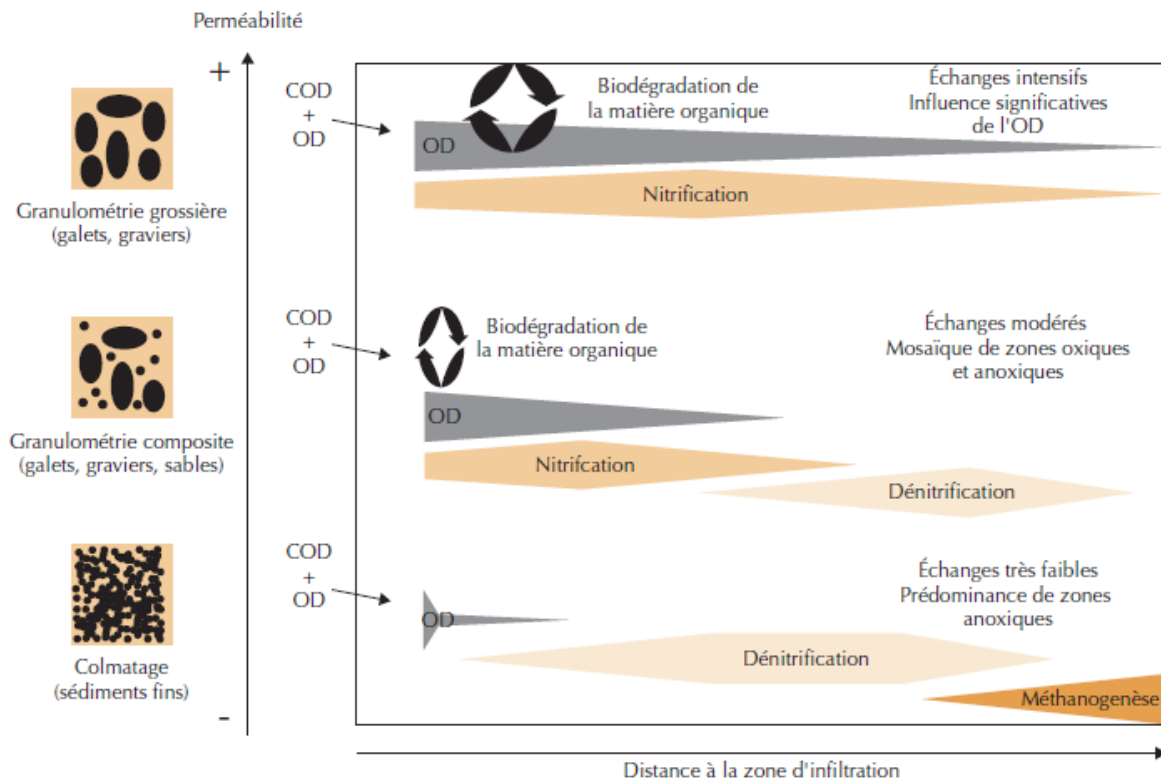 Perméabilité
+
COD
+
OD
Biodégradation de
la matière organique
Échanges intensifs
Influence significatives
de l'OD
OD
Nitrification
Granulométrie grossière
(galets, graviers)
COD
+
OD
Biodégradation de
la matière organique
Échanges modérés
Mosaïque de zones oxiques
et anoxiques
OD
Nitrifcation
Dénitrification
Granulométrie composite
(galets, graviers, sables)
COD
+
OD
Échanges très faibles
Prédominance de zones
anoxiques
OD
Dénitrification
Colmatage
(sédiments fins)
Méthanogenèse
-
Distance à la zone d'infiltration